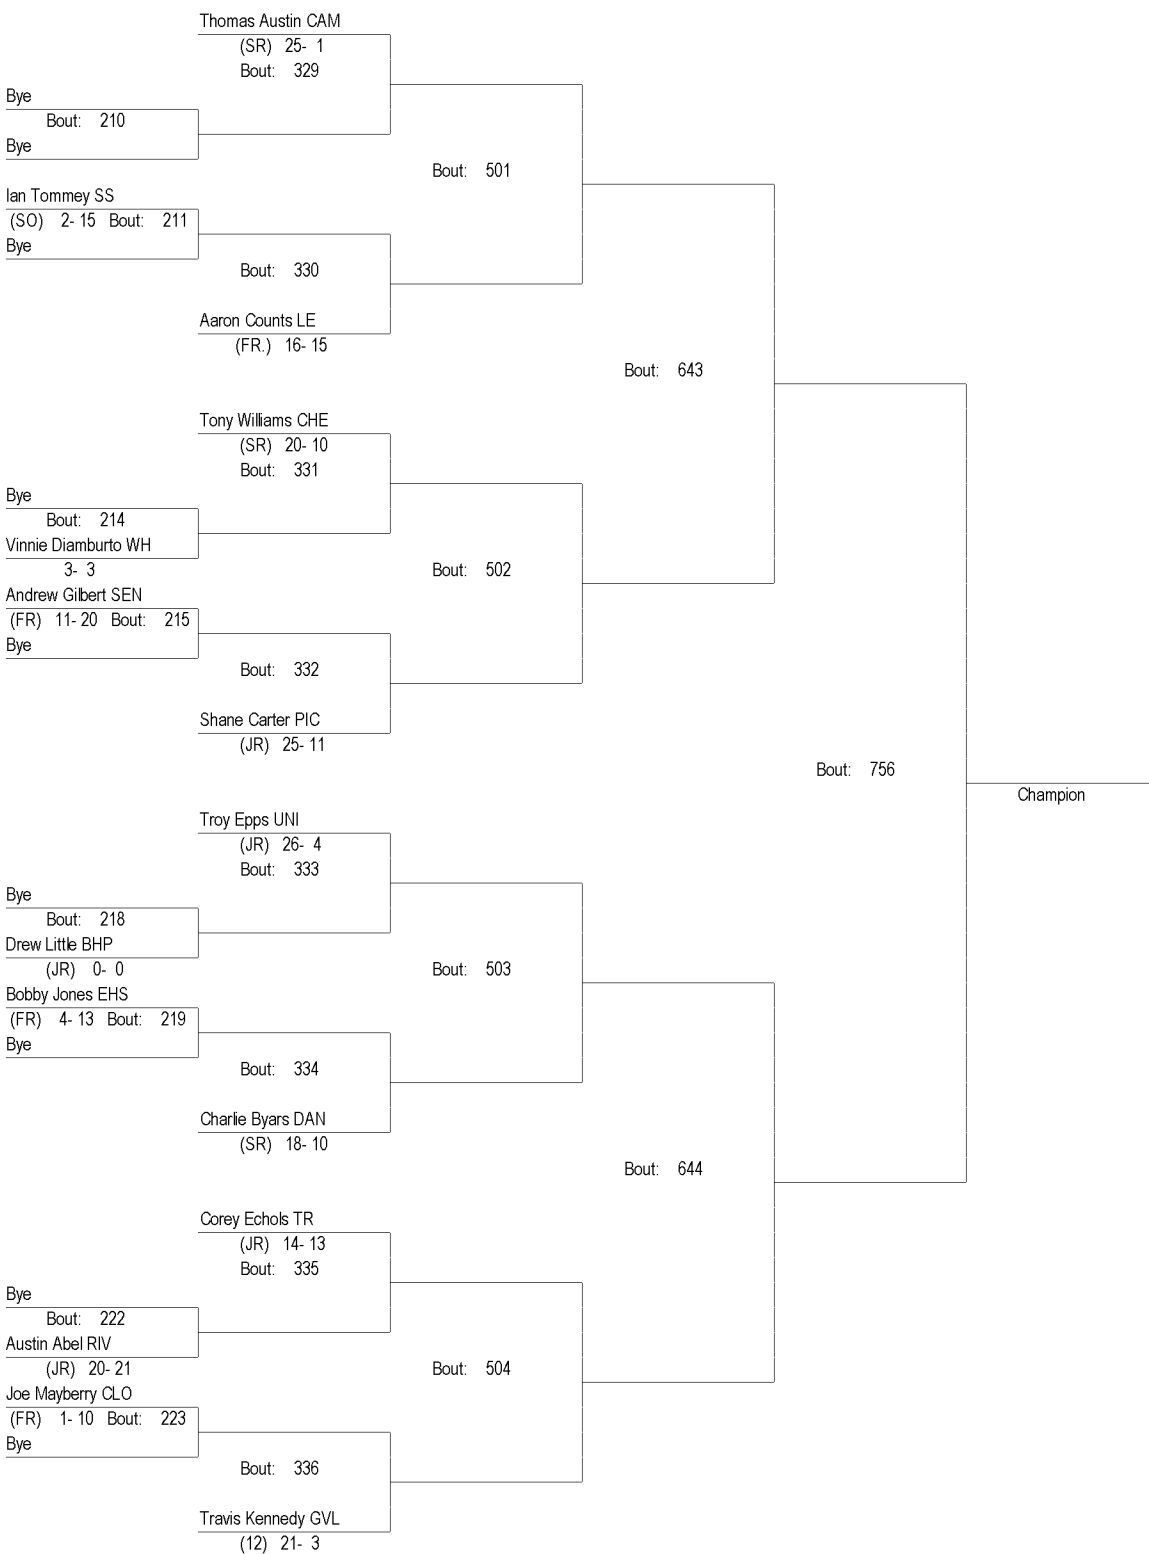 Thomas Austin CAM
(SR) 25- 1
Bout: 329
Bye
Bout: 210
Bye
Bout: 501
Ian Tommey SS
(SO) 2- 15 Bout: 211
Bye
Bout: 330
Aaron Counts LE
(FR.) 16- 15
Bout: 643
Tony Williams CHE
(SR) 20- 10
Bout: 331
Bye
Bout: 214
Vinnie Diamburto WH
3- 3
Bout: 502
Andrew Gilbert SEN
(FR) 11- 20 Bout: 215
Bye
Bout: 332
Shane Carter PIC
(JR) 25- 11
Bout: 756
Champion
Troy Epps UNI
(JR) 26- 4
Bout: 333
Bye
Bout: 218
Drew Little BHP
(JR) 0- 0
Bout: 503
Bobby Jones EHS
(FR) 4- 13 Bout: 219
Bye
Bout: 334
Charlie Byars DAN
(SR) 18- 10
Bout: 644
Corey Echols TR
(JR) 14- 13
Bout: 335
Bye
Bout: 222
Austin Abel RIV
(JR) 20- 21
Bout: 504
Joe Mayberry CLO
(FR) 1- 10 Bout: 223
Bye
Bout: 336
Travis Kennedy GVL
(12) 21- 3